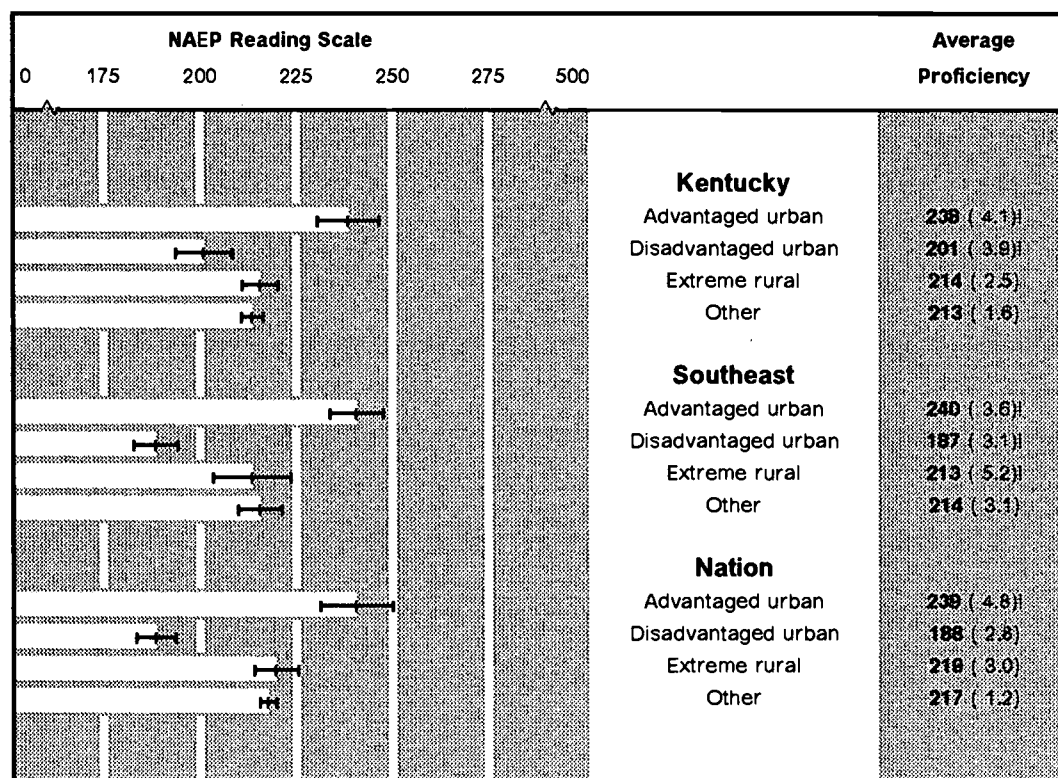 NAEP Reading Scale
Average
0 175 200 225 250 275 500
Proficiency
Kentucky
Advantaged urban 238 ( 4.1)!
Disadvantaged urban 201 ( 3.9)!
Extreme rural 214 ( 2.5)
Other 213 ( 1.6)
Southeast
Advantaged urban 240 ( 3.6)!
Disadvantaged urban 187 ( 3.1)!
Extreme rural 213 ( 5.2)!
Other 214 ( 3.1)
Nation
Advantaged urban 239 ( 4.8)!
Disadvantaged urban 188 ( 2.6)
Extreme rural 219 ( 3.0)
Other 217 ( 1.2)